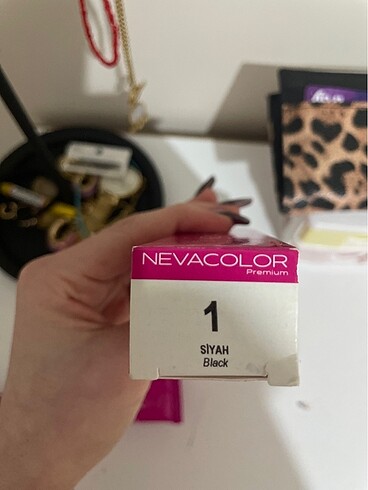 NEVACOLOR
Premium
1
SİYAH
Black